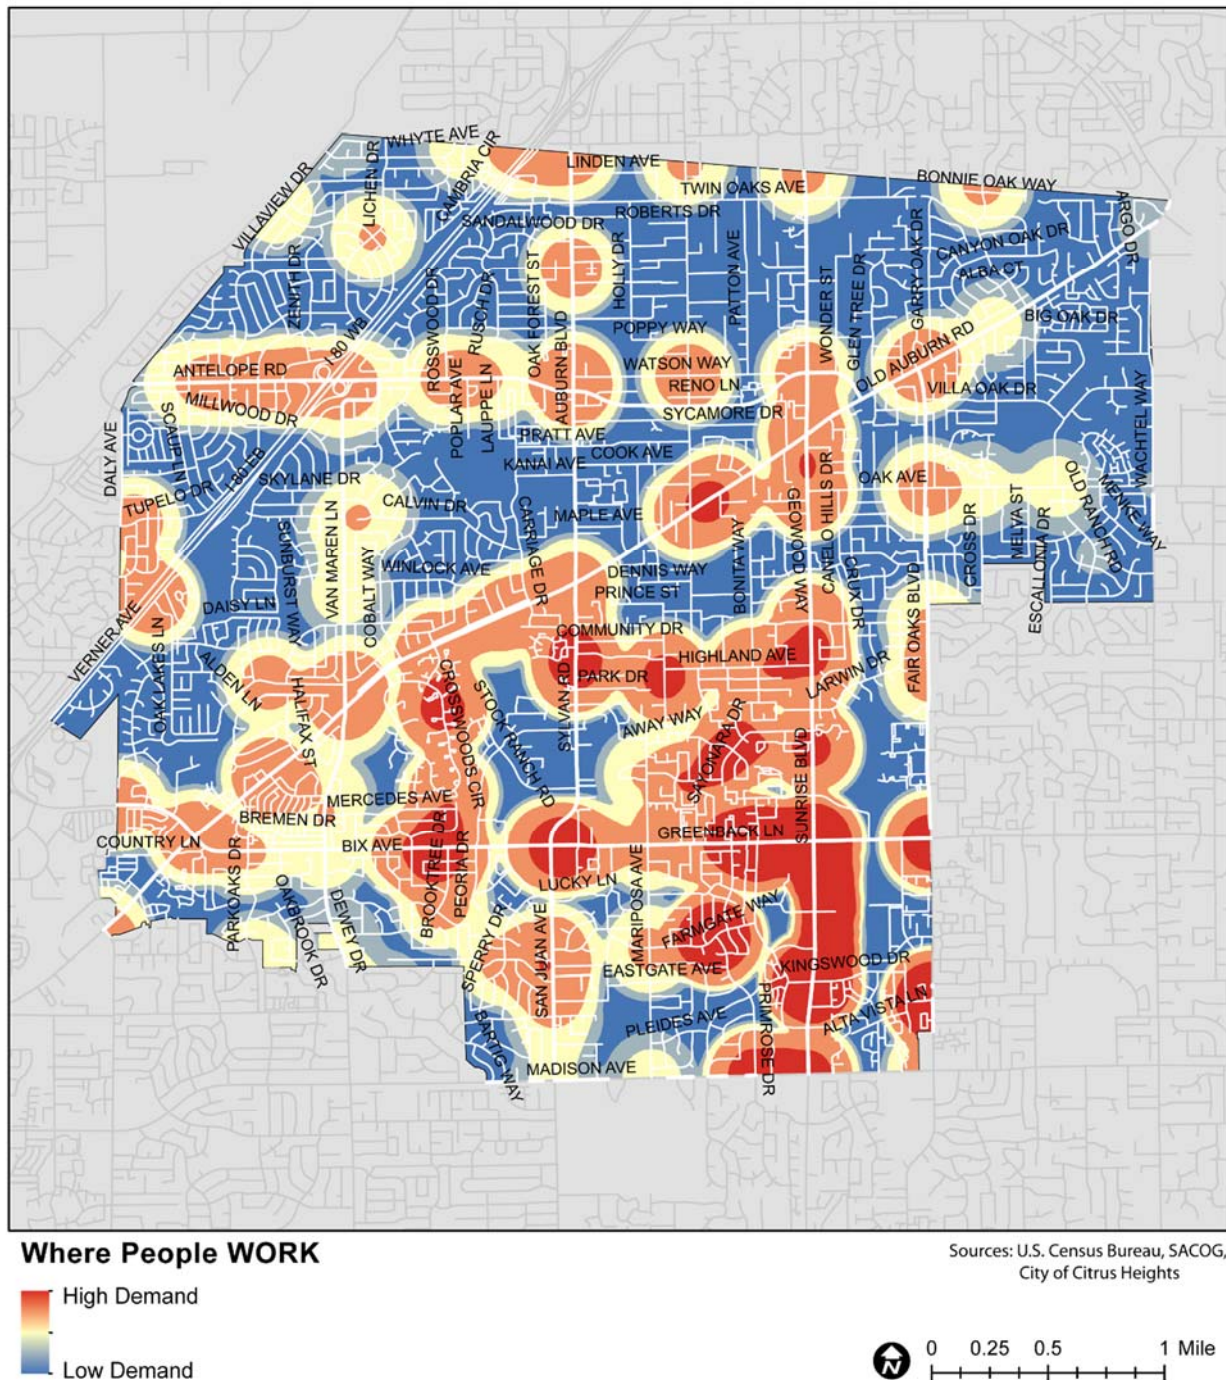 WHYTE AVE
LINDEN AVE
VILLAVIEW DR
LICHEN DR
CAMBRIA CIR
TWIN OAKS AVE
BONNIE OAK WAY
ROBERTS DR
SANDALWOOD DR
ARGO DR
ZENITH DR
HOLLY DR
PATTON AVE
GARRY OAK DR
CANYON OAK DR
ALBA CT
ROSSWOOD DR
RUSCH DR
OAK FOREST ST
AUBURN BLVD
WONDER ST
GLEN TREE DR
BIG OAK DR
I-80 WB
POPPY WAY
OLD AUBURN RD
ANTELOPE RD
WATSON WAY
RENO LN
VILLA OAK DR
MILLWOOD DR
POPLAR AVE
LAUPPE LN
SYCAMORE DR
WACHTEL WAY
SCALIP LN
PRATT AVE
COOK AVE
KANAI AVE
DALY AVE
I-80 EB
SKYLANE DR
OAK AVE
TUPELO DR
CALVIN DR
CARRIAGE DR
MAPLE AVE
GEOWOOD WAY
CANELO HILLS DR
CROSS DR
MELVA ST
ESCALLONIA DR
OLD RANCH RD
MENKE WAY
SUNBURST WAY
VAN MAREN LN
COBALT WAY
WINLOCK AVE
DENNIS WAY
PRINCE ST
BONITA WAY
CRUX DR
FAIR OAKS BLVD
DAISY LN
VERNER AVE
OAKLAKES LN
ALDEN LN
HALIFAX ST
COMMUNITY DR
HIGHLAND AVE
PARK DR
LARWIN DR
CROSSWOODS CIR
STOCK RANCH RD
SYLVAN RD
AWAY WAY
SAYONARA DR
SUNRISE BLVD
MERCEDES AVE
BREMEN DR
COUNTRY LN
BIX AVE
GREENBACK LN
BROOKTREE DR
PEORIA DR
LUCKY LN
MARIPOSA AVE
PARKOAKS DR
OAKBROOK DR
DEWEY DR
SPERRY DR
SAN JUAN AVE
FARMGATE WAY
EASTGATE AVE
KINGSWOOD DR
PRIMROSE DR
ALTA VISTA LN
PLEIDES AVE
BARTIG WAY
MADISON AVE
Where People WORK
High Demand
Low Demand
Sources: U.S. Census Bureau, SACOG,
City of Citrus Heights
N
0 0.25 0.5 1 Mile